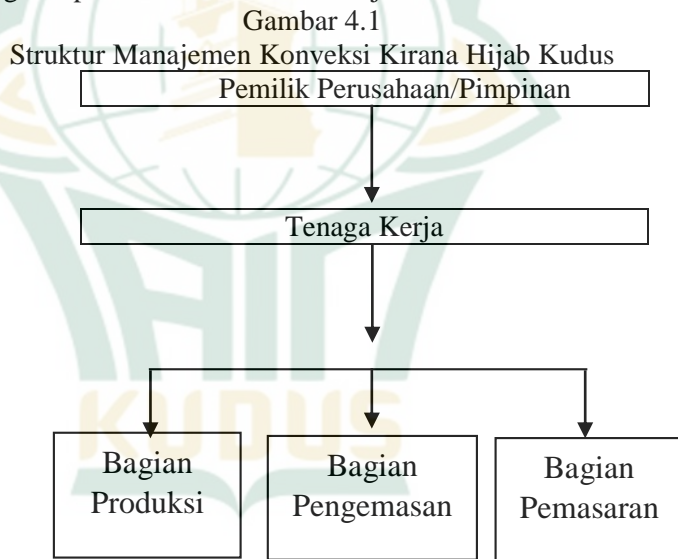 Gambar 4.1
Struktur Manajemen Konveksi Kirana Hijab Kudus
Pemilik Perusahaan/Pimpinan
Tenaga Kerja
KUDUS
Bagian
Produksi
Bagian
Pengemasan
Bagian
Pemasaran